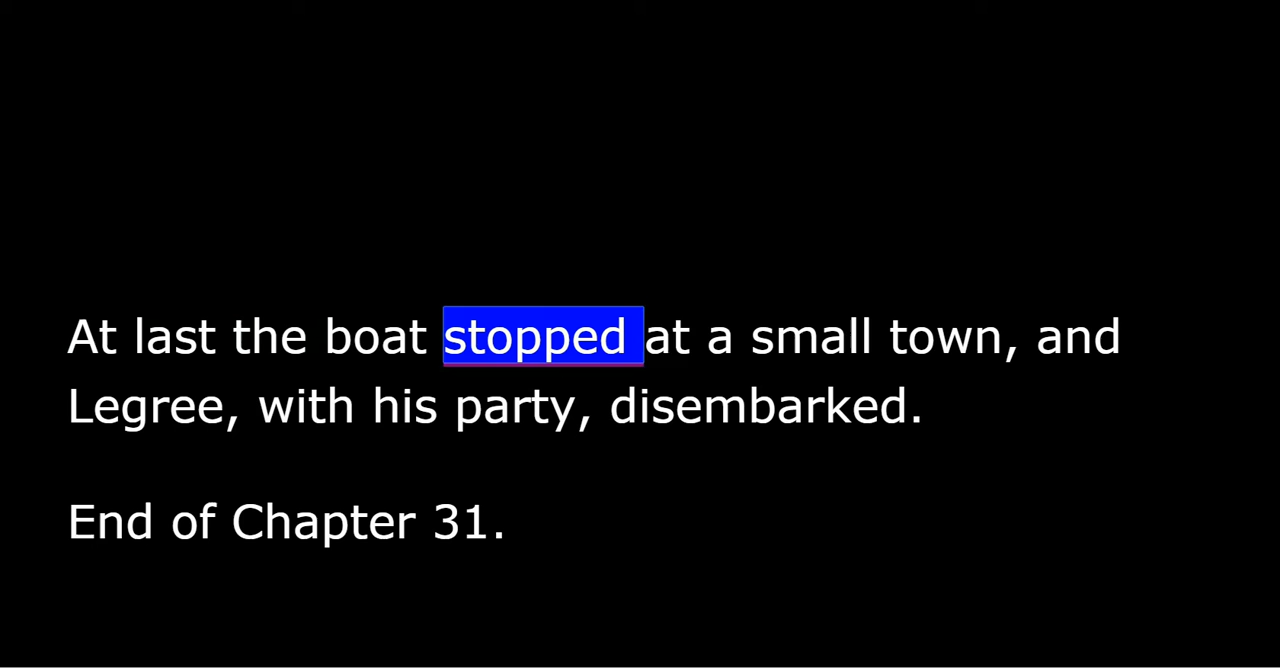 At last the boat stopped at a small town, and
Legree, with his party, disembarked.
End of Chapter 31.